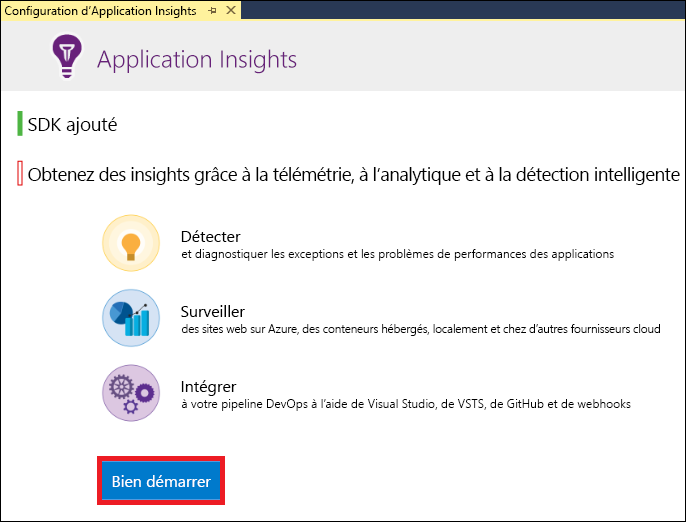 Configuration d’Application Insights
Application Insights
SDK ajouté
Obtenez des insights grâce à la télémétrie, à l’analytique et à la détection intelligente
Détecter
et diagnostiquer les exceptions et les problèmes de performances des applications
Surveiller
des sites web sur Azure, des conteneurs hébergés, localement et chez d’autres fournisseurs cloud
Intégrer
à votre pipeline DevOps à l’aide de Visual Studio, de VSTS, de GitHub et de webhooks
Bien démarrer